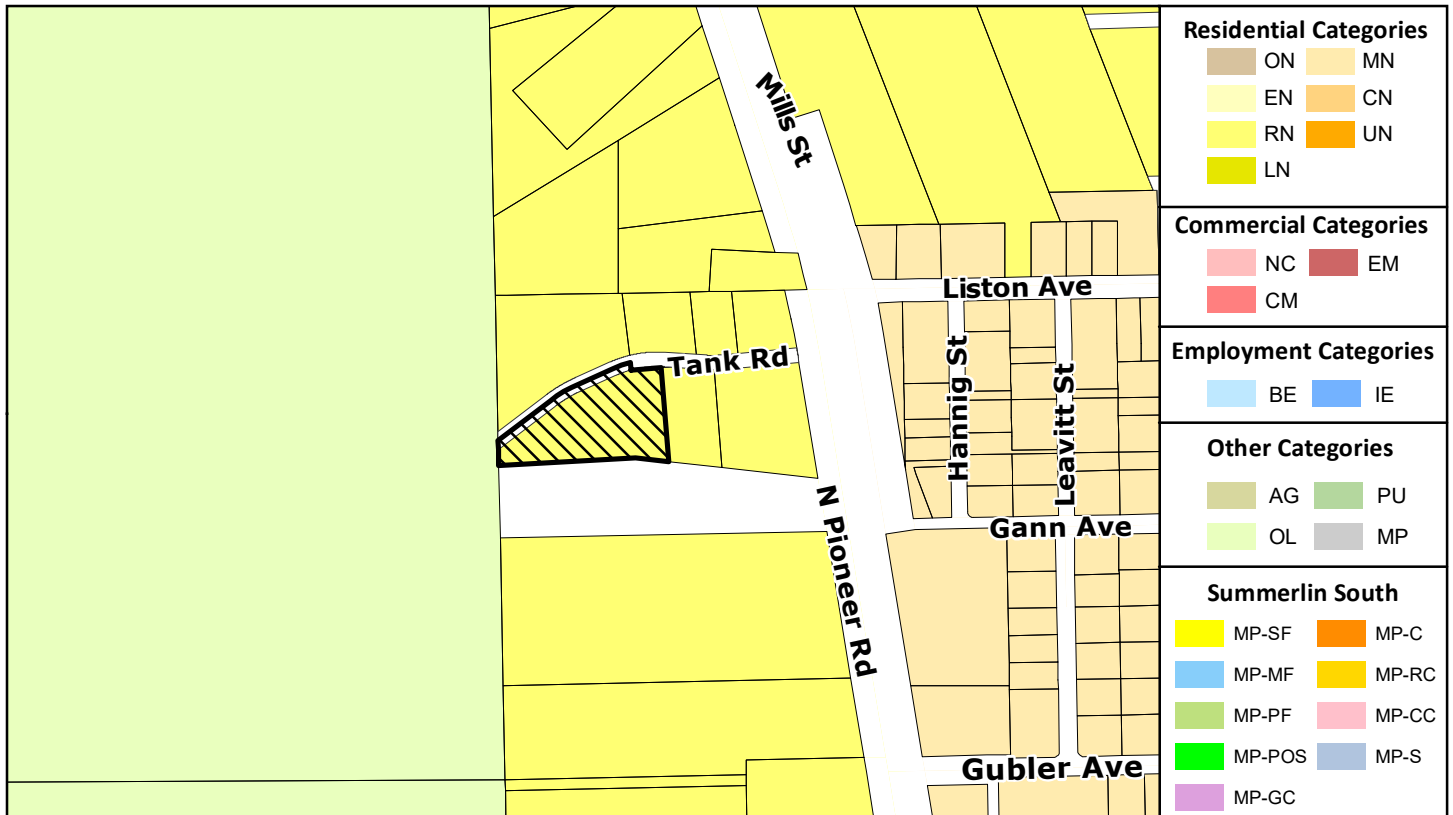 Mills St
Liston Ave
Tank Rd
Hannig St
Leavitt St
N Pioneer Rd
Gann Ave
Gubler Ave
Residential Categories
ON MN
EN CN
RN UN
LN
Commercial Categories
NC EM
CM
Employment Categories
BE IE
Other Categories
AG PU
OL MP
Summerlin South
MP-SF MP-C
MP-MF MP-RC
MP-PF MP-CC
MP-POS MP-S
MP-GC